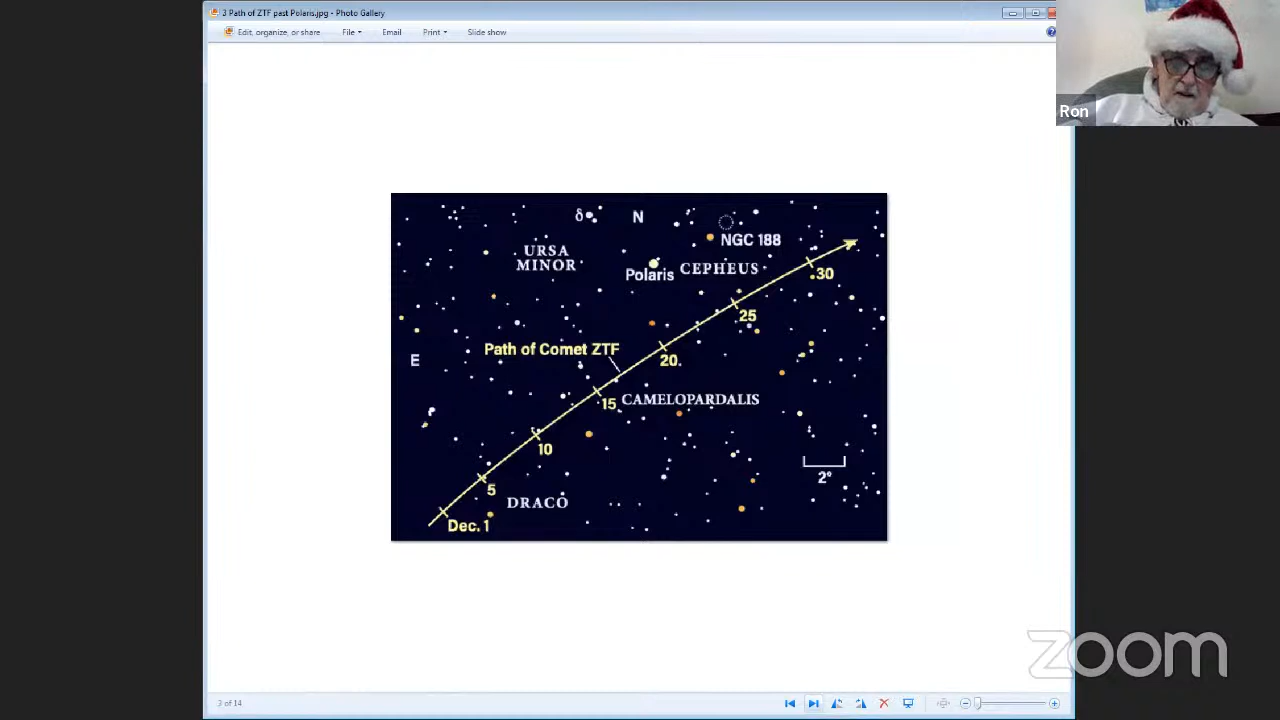 3 Path of ZTF past Polaris.jpg - Photo Gallery
Edit, organize, or share File Email Print Slide show
Ron
δ N
NGC 188
URSA
MINOR
Polaris CEPHEUS
30
25
E
Path of Comet ZTF
20
15 CAMELOPARDALIS
10
2°
5
DRACO
Dec. 1
zoom
3 of 14